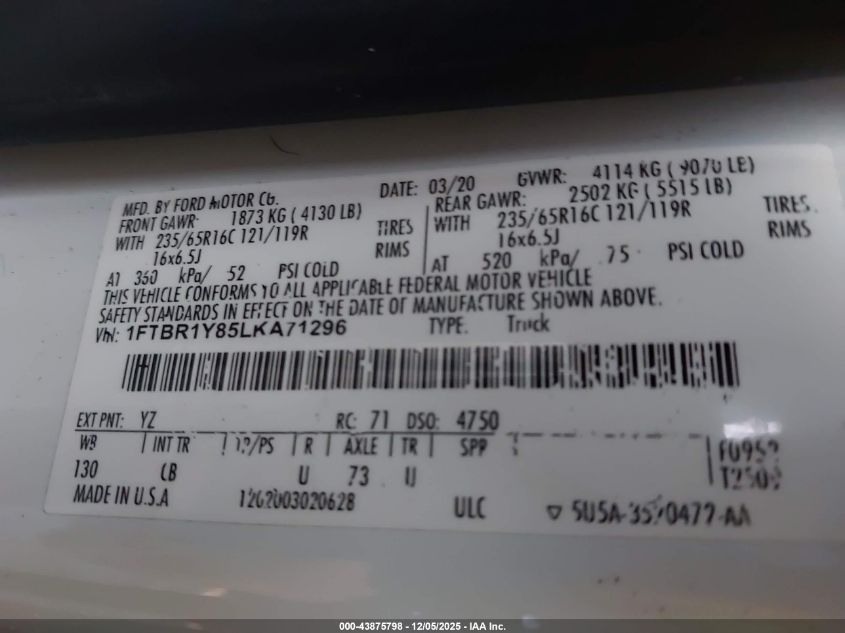 MFD. BY FORD MOTOR CO.
DATE: 03/20 GVWR: 4114 KG ( 9070 LB)
FRONT GAWR: 1873 KG ( 4130 LB) REAR GAWR: 2502 KG ( 5515 LB)
WITH 235/65R16C 121/119R TIRES WITH 235/65R16C 121/119R TIRES
16x6.5J RIMS 16x6.5J RIMS
AT 360 kPa/ 52 PSI COLD AT 520 kPa/ 75 PSI COLD
THIS VEHICLE CONFORMS TO ALL APPLICABLE FEDERAL MOTOR VEHICLE
SAFETY STANDARDS IN EFFECT ON THE DATE OF MANUFACTURE SHOWN ABOVE.
VIN: 1FTBR1Y85LKA71296 TYPE: Truck
EXT PNT: YZ RC: 71 DSO: 4750
WB INT TR TP/PS R AXLE TR SPP
130 CB U 73 U
MADE IN U.S.A ULC
000-43875798 - 12/05/2025 - IAA Inc.